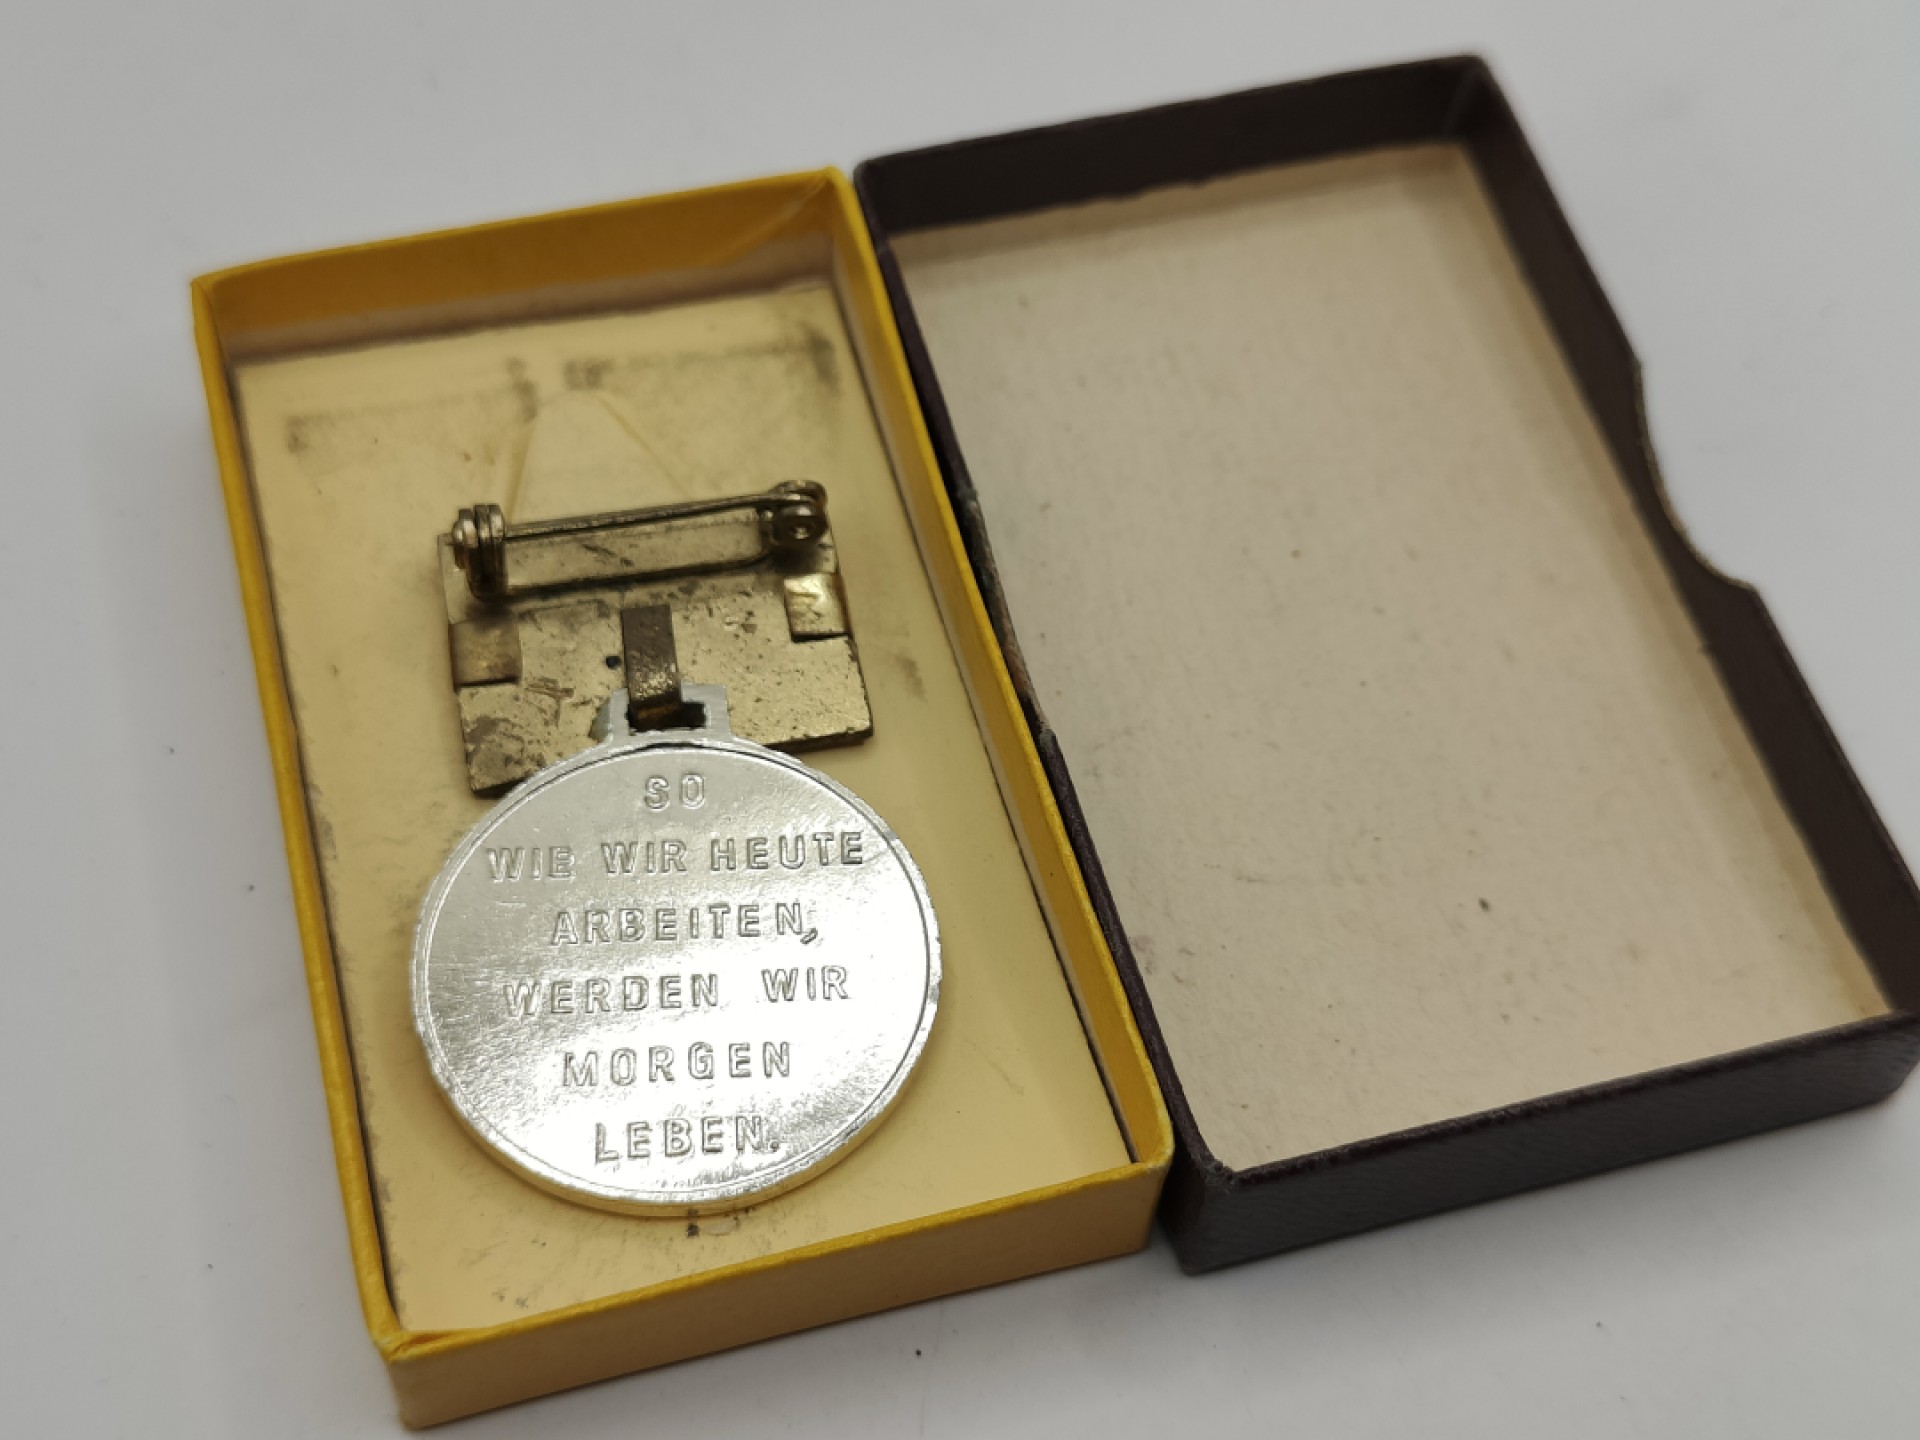 SO
WIE WIR HEUTE
ARBEITEN,
WERDEN WIR
MORGEN
LEBEN.